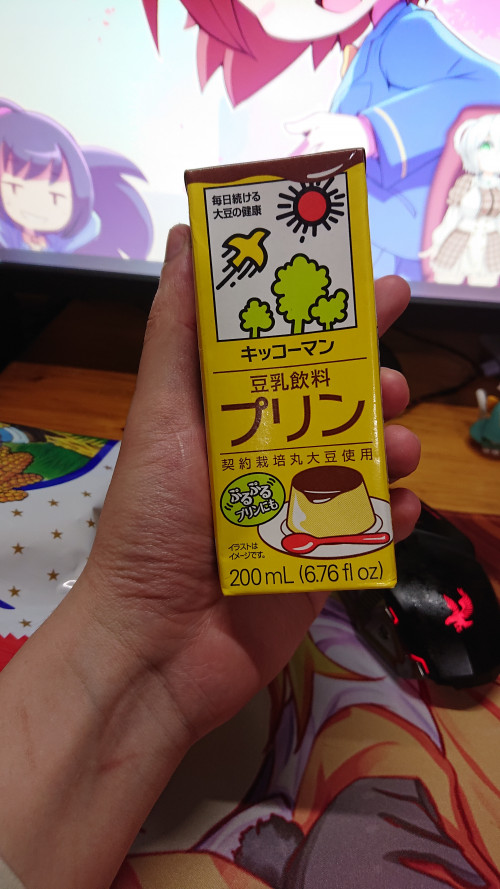 毎日続ける
大豆の健康
キッコーマン
豆乳飲料
プリン
契約栽培丸大豆使用
ぷるぷる
プリンにも
イラストは
イメージです。
200mL (6.76 fl oz)